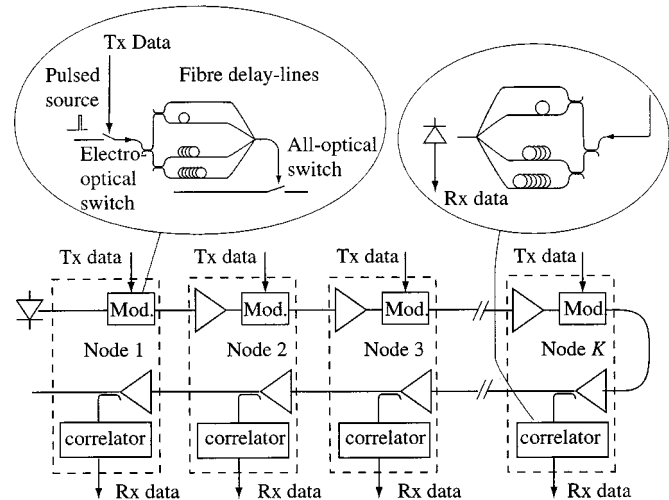 Tx Data
Pulsed
source
Fibre delay-lines
Electro-
optical
switch
All-optical
switch
Rx data
Tx data
Tx data
Tx data
Tx data
Mod.
Mod.
Mod.
Mod.
Node 1
Node 2
Node 3
Node K
correlator
correlator
correlator
correlator
Rx data
Rx data
Rx data
Rx data